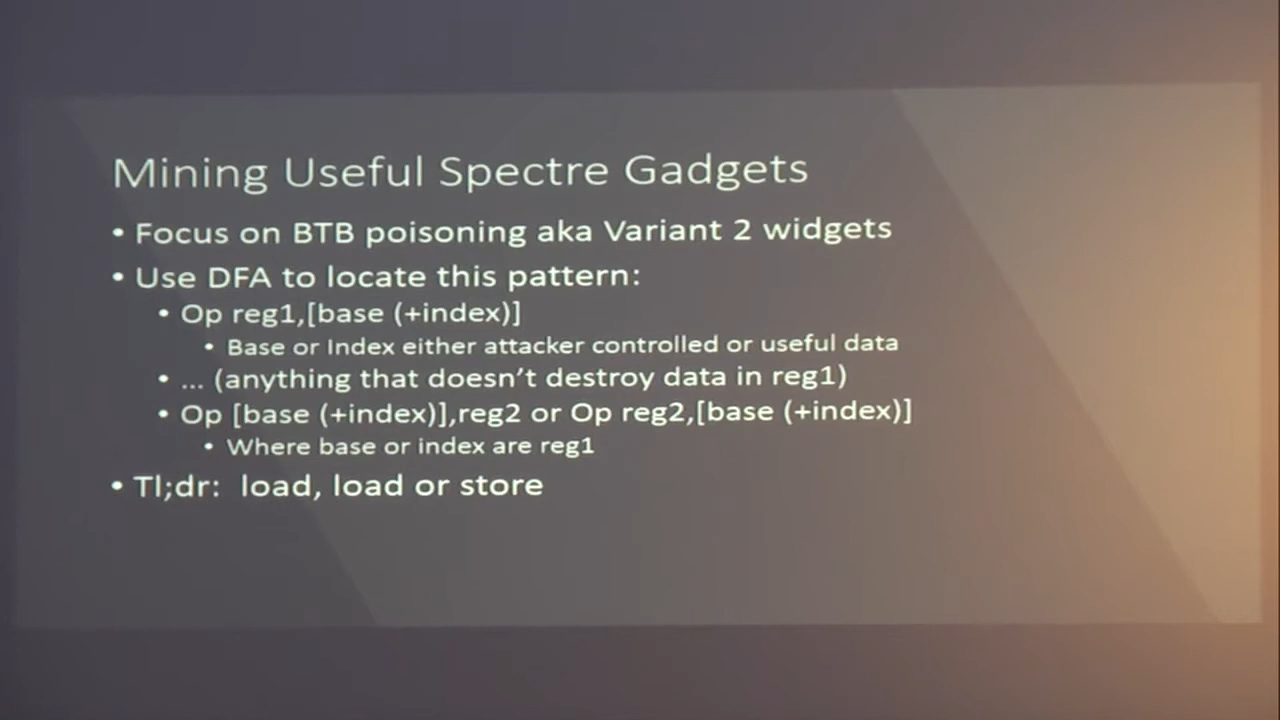 Mining Useful Spectre Gadgets
• Focus on BTB poisoning aka Variant 2 widgets
• Use DFA to locate this pattern:
• Op reg1,[base (+index)]
• Base or Index either attacker controlled or useful data
• ... (anything that doesn't destroy data in reg1)
• Op [base (+index)],reg2 or Op reg2,[base (+index)]
• Where base or index are reg1
• Tl;dr: load, load or store